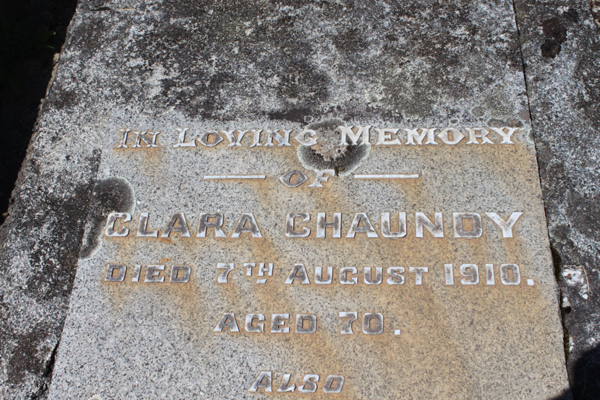 IN LOVING MEMORY
OF
CLARA CHAUNDY
DIED 7TH AUGUST 1910.
AGED 70.
ALSO